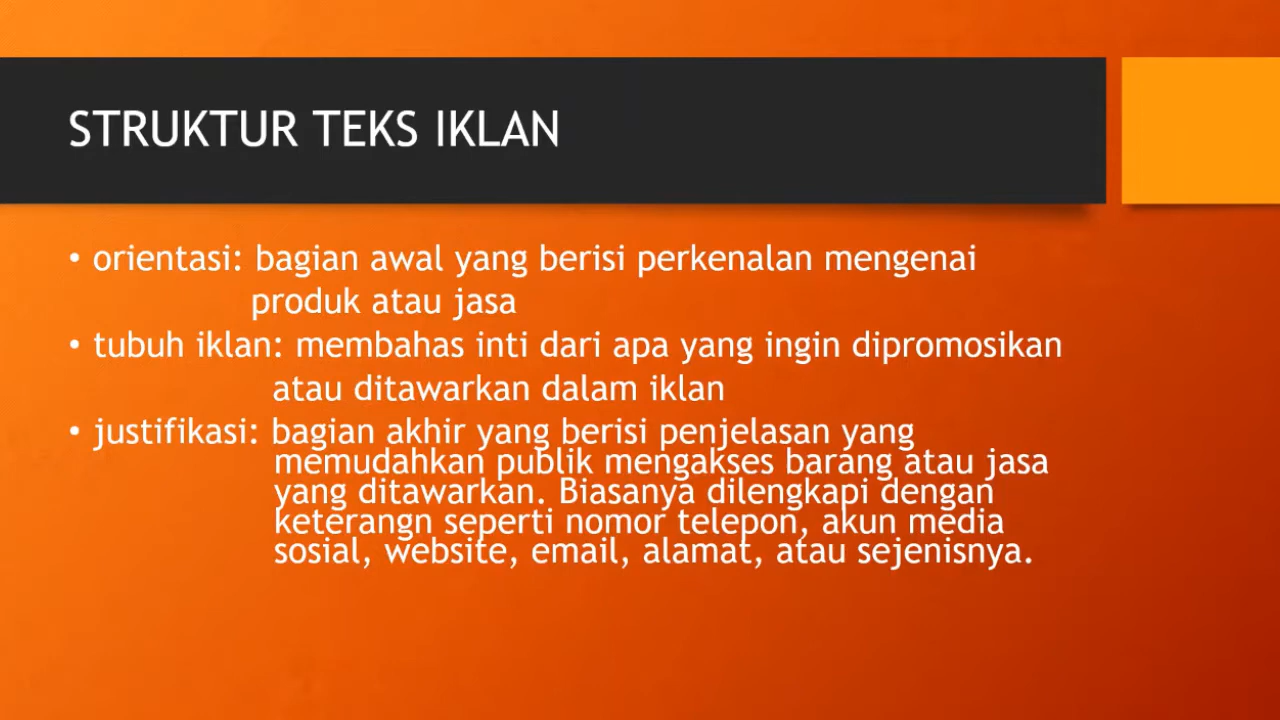 STRUKTUR TEKS IKLAN
• orientasi: bagian awal yang berisi perkenalan mengenai
produk atau jasa
• tubuh iklan: membahas inti dari apa yang ingin dipromosikan
atau ditawarkan dalam iklan
• justifikasi: bagian akhir yang berisi penjelasan yang
memudahkan publik mengakses barang atau jasa
yang ditawarkan. Biasanya dilengkapi dengan
keterangn seperti nomor telepon, akun media
sosial, website, email, alamat, atau sejenisnya.